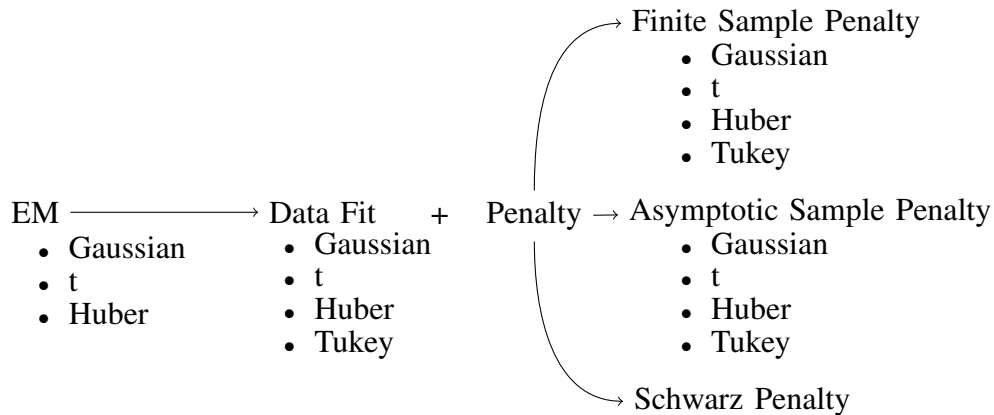 Finite Sample Penalty
• Gaussian
• t
• Huber
• Tukey
EM
• Gaussian
• t
• Huber
Data Fit + Penalty
• Gaussian
• t
• Huber
• Tukey
Asymptotic Sample Penalty
• Gaussian
• t
• Huber
• Tukey
Schwarz Penalty